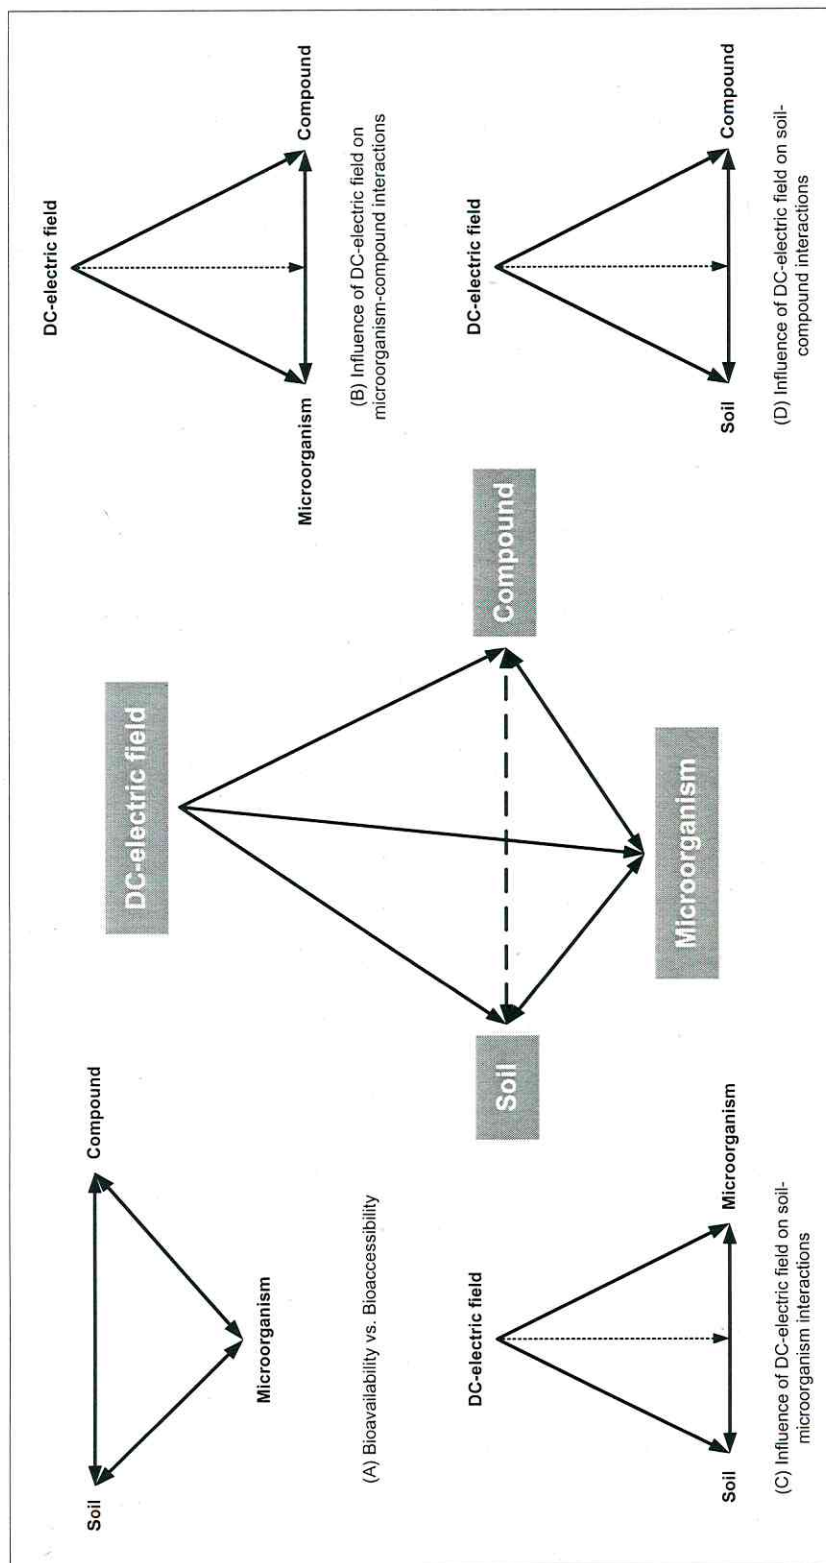 Soil
Compound
Microorganism
(A) Bioavailability vs. Bioaccessibility
DC-electric field
Microorganism
Compound
(B) Influence of DC-electric field on
microorganism-compound interactions
DC-electric field
Soil
Compound
Microorganism
DC-electric field
Soil
Microorganism
(C) Influence of DC-electric field on soil-
microorganism interactions
DC-electric field
Soil
Compound
(D) Influence of DC-electric field on soil-
compound interactions